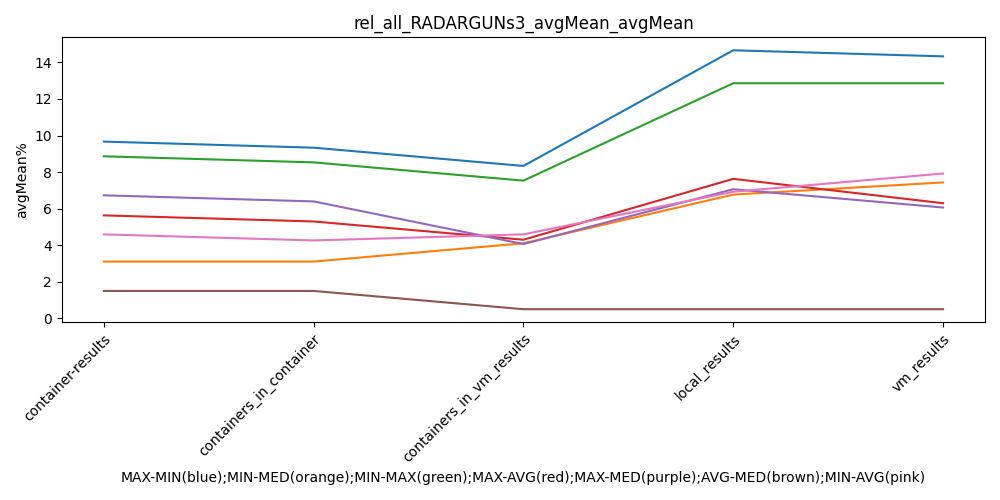 rel_all_RADARGUNs3_avgMean_avgMean
avgMean%
14
12
10
8
6
4
2
0
container-results
containers_in_container
containers_in_vm_results
local_results
vm_results
MAX-MIN(blue);MIN-MED(orange);MIN-MAX(green);MAX-AVG(red);MAX-MED(purple);AVG-MED(brown);MIN-AVG(pink)